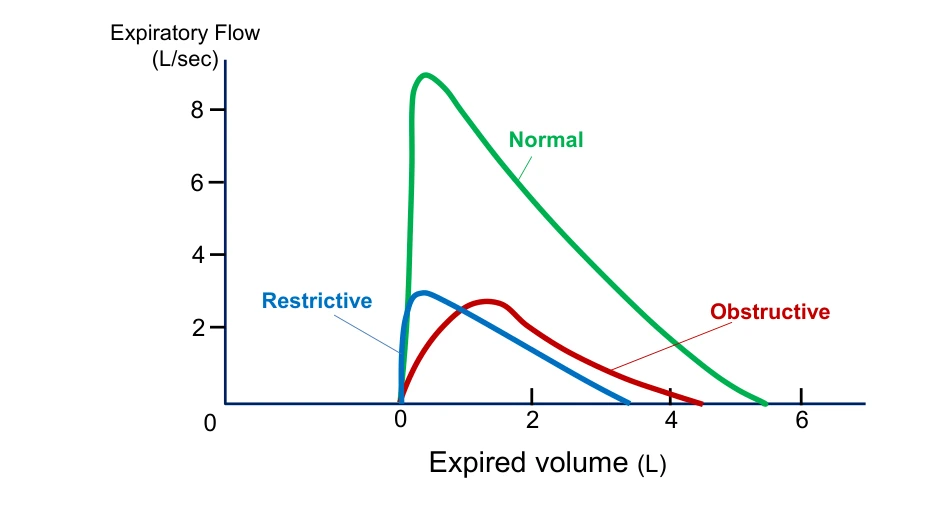 Expiratory Flow
(L/sec)
8
Normal
6
4
Restrictive
Obstructive
2
0
0 2 4 6
Expired volume (L)